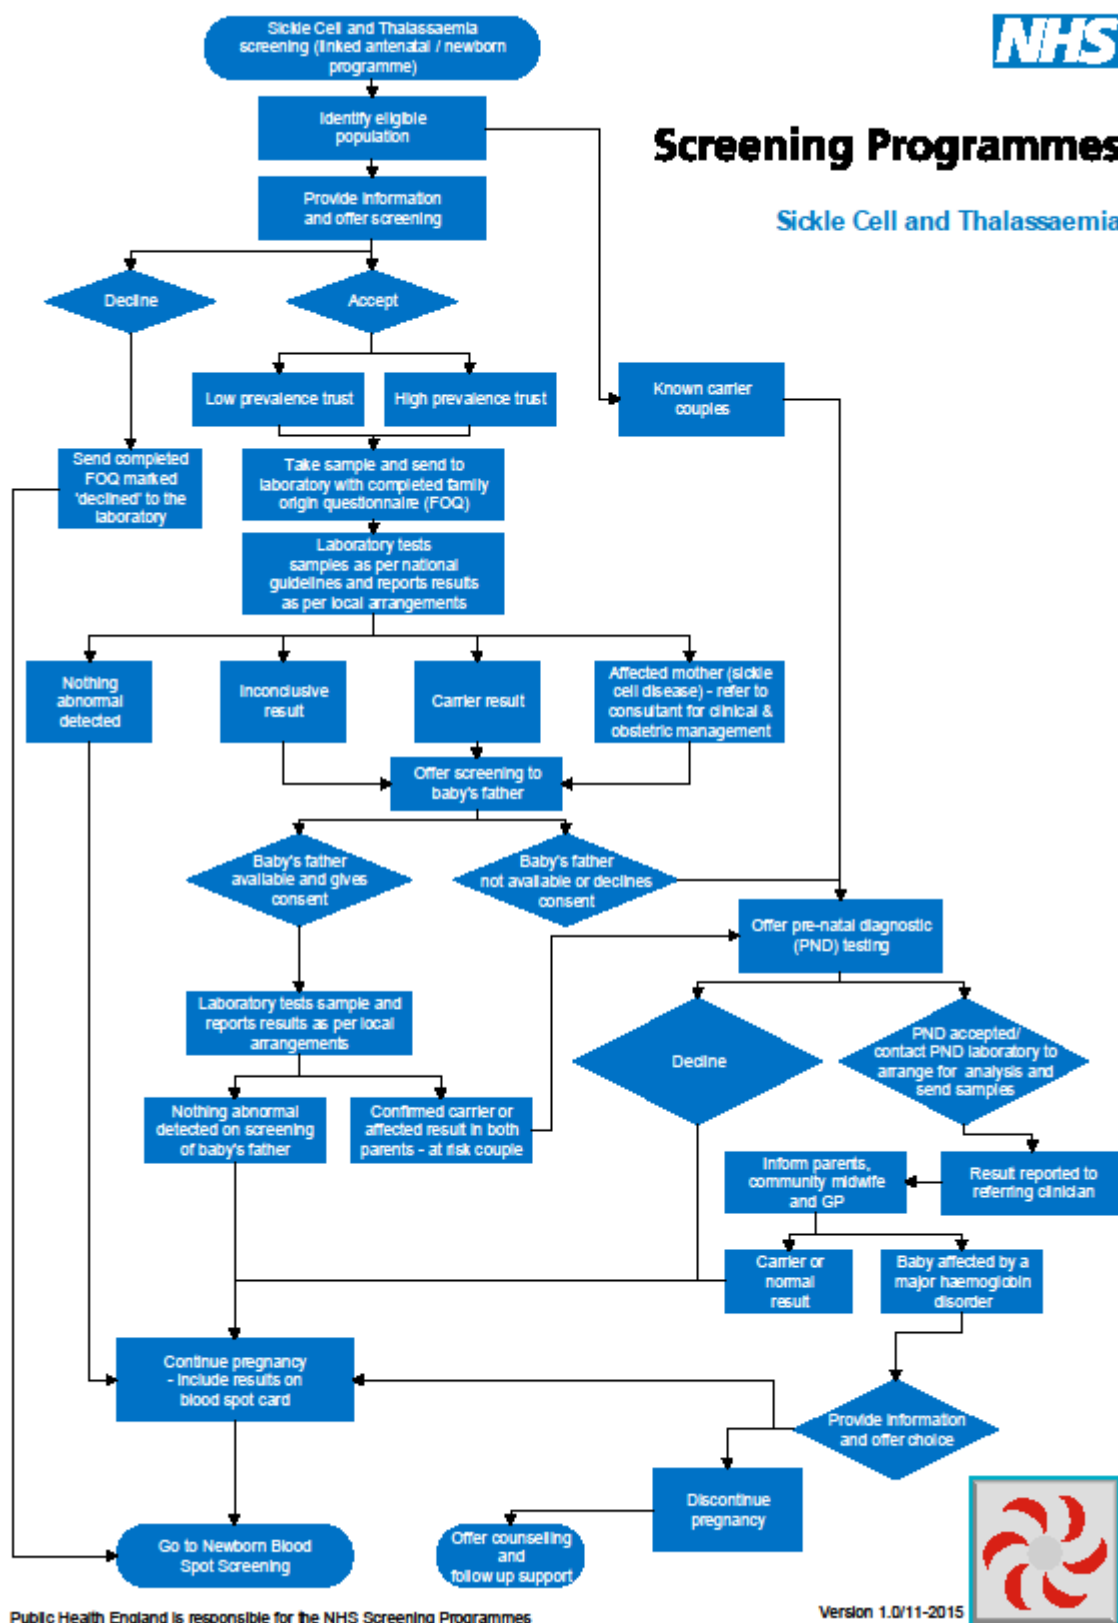 Sickle Cell and Thalassaemia
screening (linked antenatal / newborn
programme)
NHS
Screening Programmes
Sickle Cell and Thalassaemia
Identify eligible
population
Provide information
and offer screening
Decline
Accept
Low prevalence trust
High prevalence trust
Known carrier
couples
Send completed
FOQ marked
'declined' to the
laboratory
Take sample and send to
laboratory with completed family
origin questionnaire (FOQ)
Laboratory tests
samples as per national
guidelines and reports results
as per local arrangements
Nothing
abnormal
detected
Inconclusive
result
Carrier result
Affected mother (sickle
cell disease) - refer to
consultant for clinical &
obstetric management
Offer screening to
baby's father
Baby's father
available and gives
consent
Baby's father
not available or declines
consent
Offer pre-natal diagnostic
(PND) testing
Laboratory tests sample and
reports results as per local
arrangements
Decline
PND accepted/
contact PND laboratory to
arrange for analysis and
send samples
Nothing abnormal
detected on screening
of baby's father
Confirmed carrier or
affected result in both
parents - at risk couple
Inform parents,
community midwife
and GP
Result reported to
referring clinician
Carrier or
normal
result
Baby affected by a
major haemoglobin
disorder
Continue pregnancy
- include results on
blood spot card
Provide information
and offer choice
Discontinue
pregnancy
Go to Newborn Blood
Spot Screening
Offer counselling
and
follow up support
Public Health England is responsible for the NHS Screening Programmes
Version 1.0/11-2015